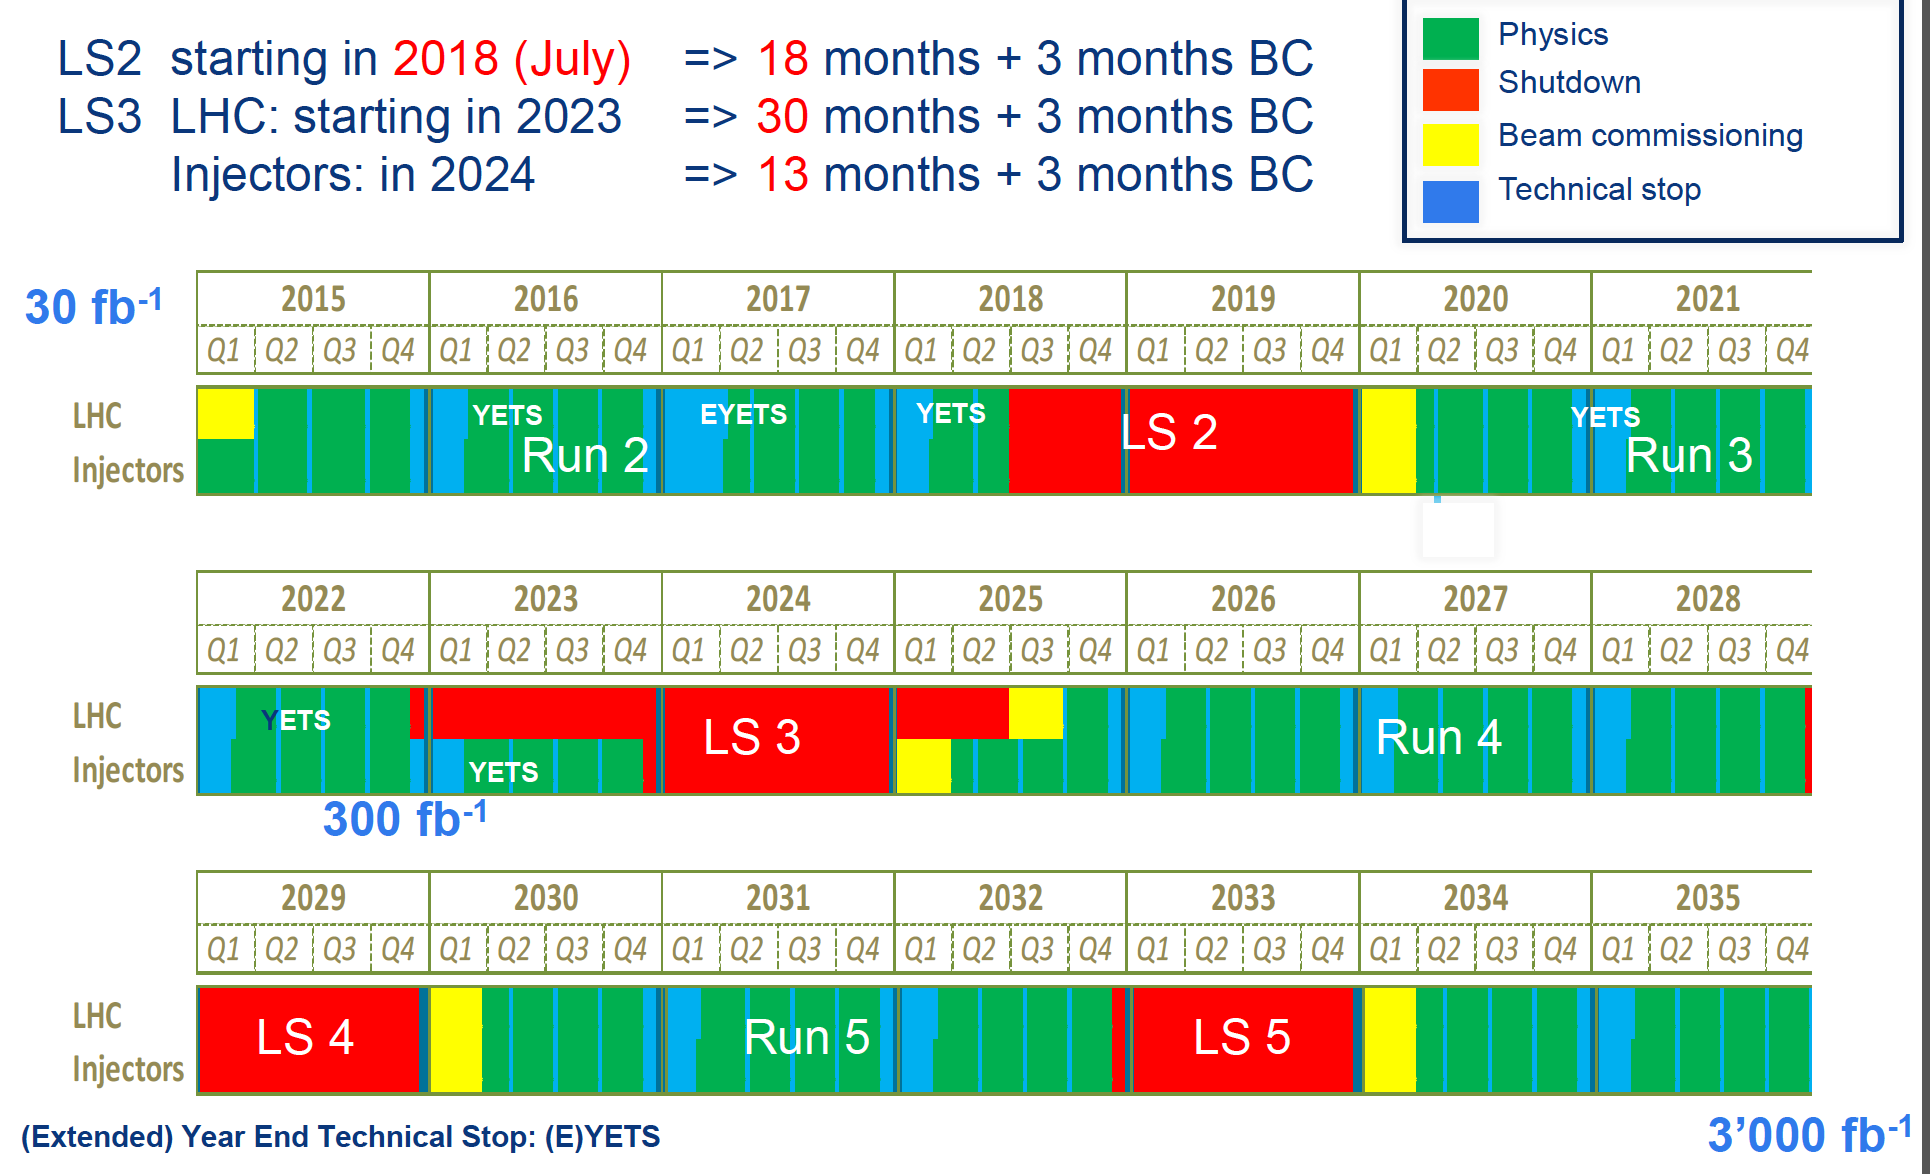 LS2 starting in 2018 (July) => 18 months + 3 months BC
LS3 LHC: starting in 2023 => 30 months + 3 months BC
Injectors: in 2024 => 13 months + 3 months BC
Physics
Shutdown
Beam commissioning
Technical stop
30 fb-1
2015 2016 2017 2018 2019 2020 2021
Q1 Q2 Q3 Q4 Q1 Q2 Q3 Q4 Q1 Q2 Q3 Q4 Q1 Q2 Q3 Q4 Q1 Q2 Q3 Q4 Q1 Q2 Q3 Q4 Q1 Q2 Q3 Q4
LHC YETS EYETS YETS LS 2 YETS
Injectors Run 2 Run 3
2022 2023 2024 2025 2026 2027 2028
Q1 Q2 Q3 Q4 Q1 Q2 Q3 Q4 Q1 Q2 Q3 Q4 Q1 Q2 Q3 Q4 Q1 Q2 Q3 Q4 Q1 Q2 Q3 Q4 Q1 Q2 Q3 Q4
LHC YETS LS 3 Run 4
Injectors YETS
300 fb-1
2029 2030 2031 2032 2033 2034 2035
Q1 Q2 Q3 Q4 Q1 Q2 Q3 Q4 Q1 Q2 Q3 Q4 Q1 Q2 Q3 Q4 Q1 Q2 Q3 Q4 Q1 Q2 Q3 Q4 Q1 Q2 Q3 Q4
LHC LS 4 Run 5 LS 5
Injectors
(Extended) Year End Technical Stop: (E)YETS
3’000 fb-1